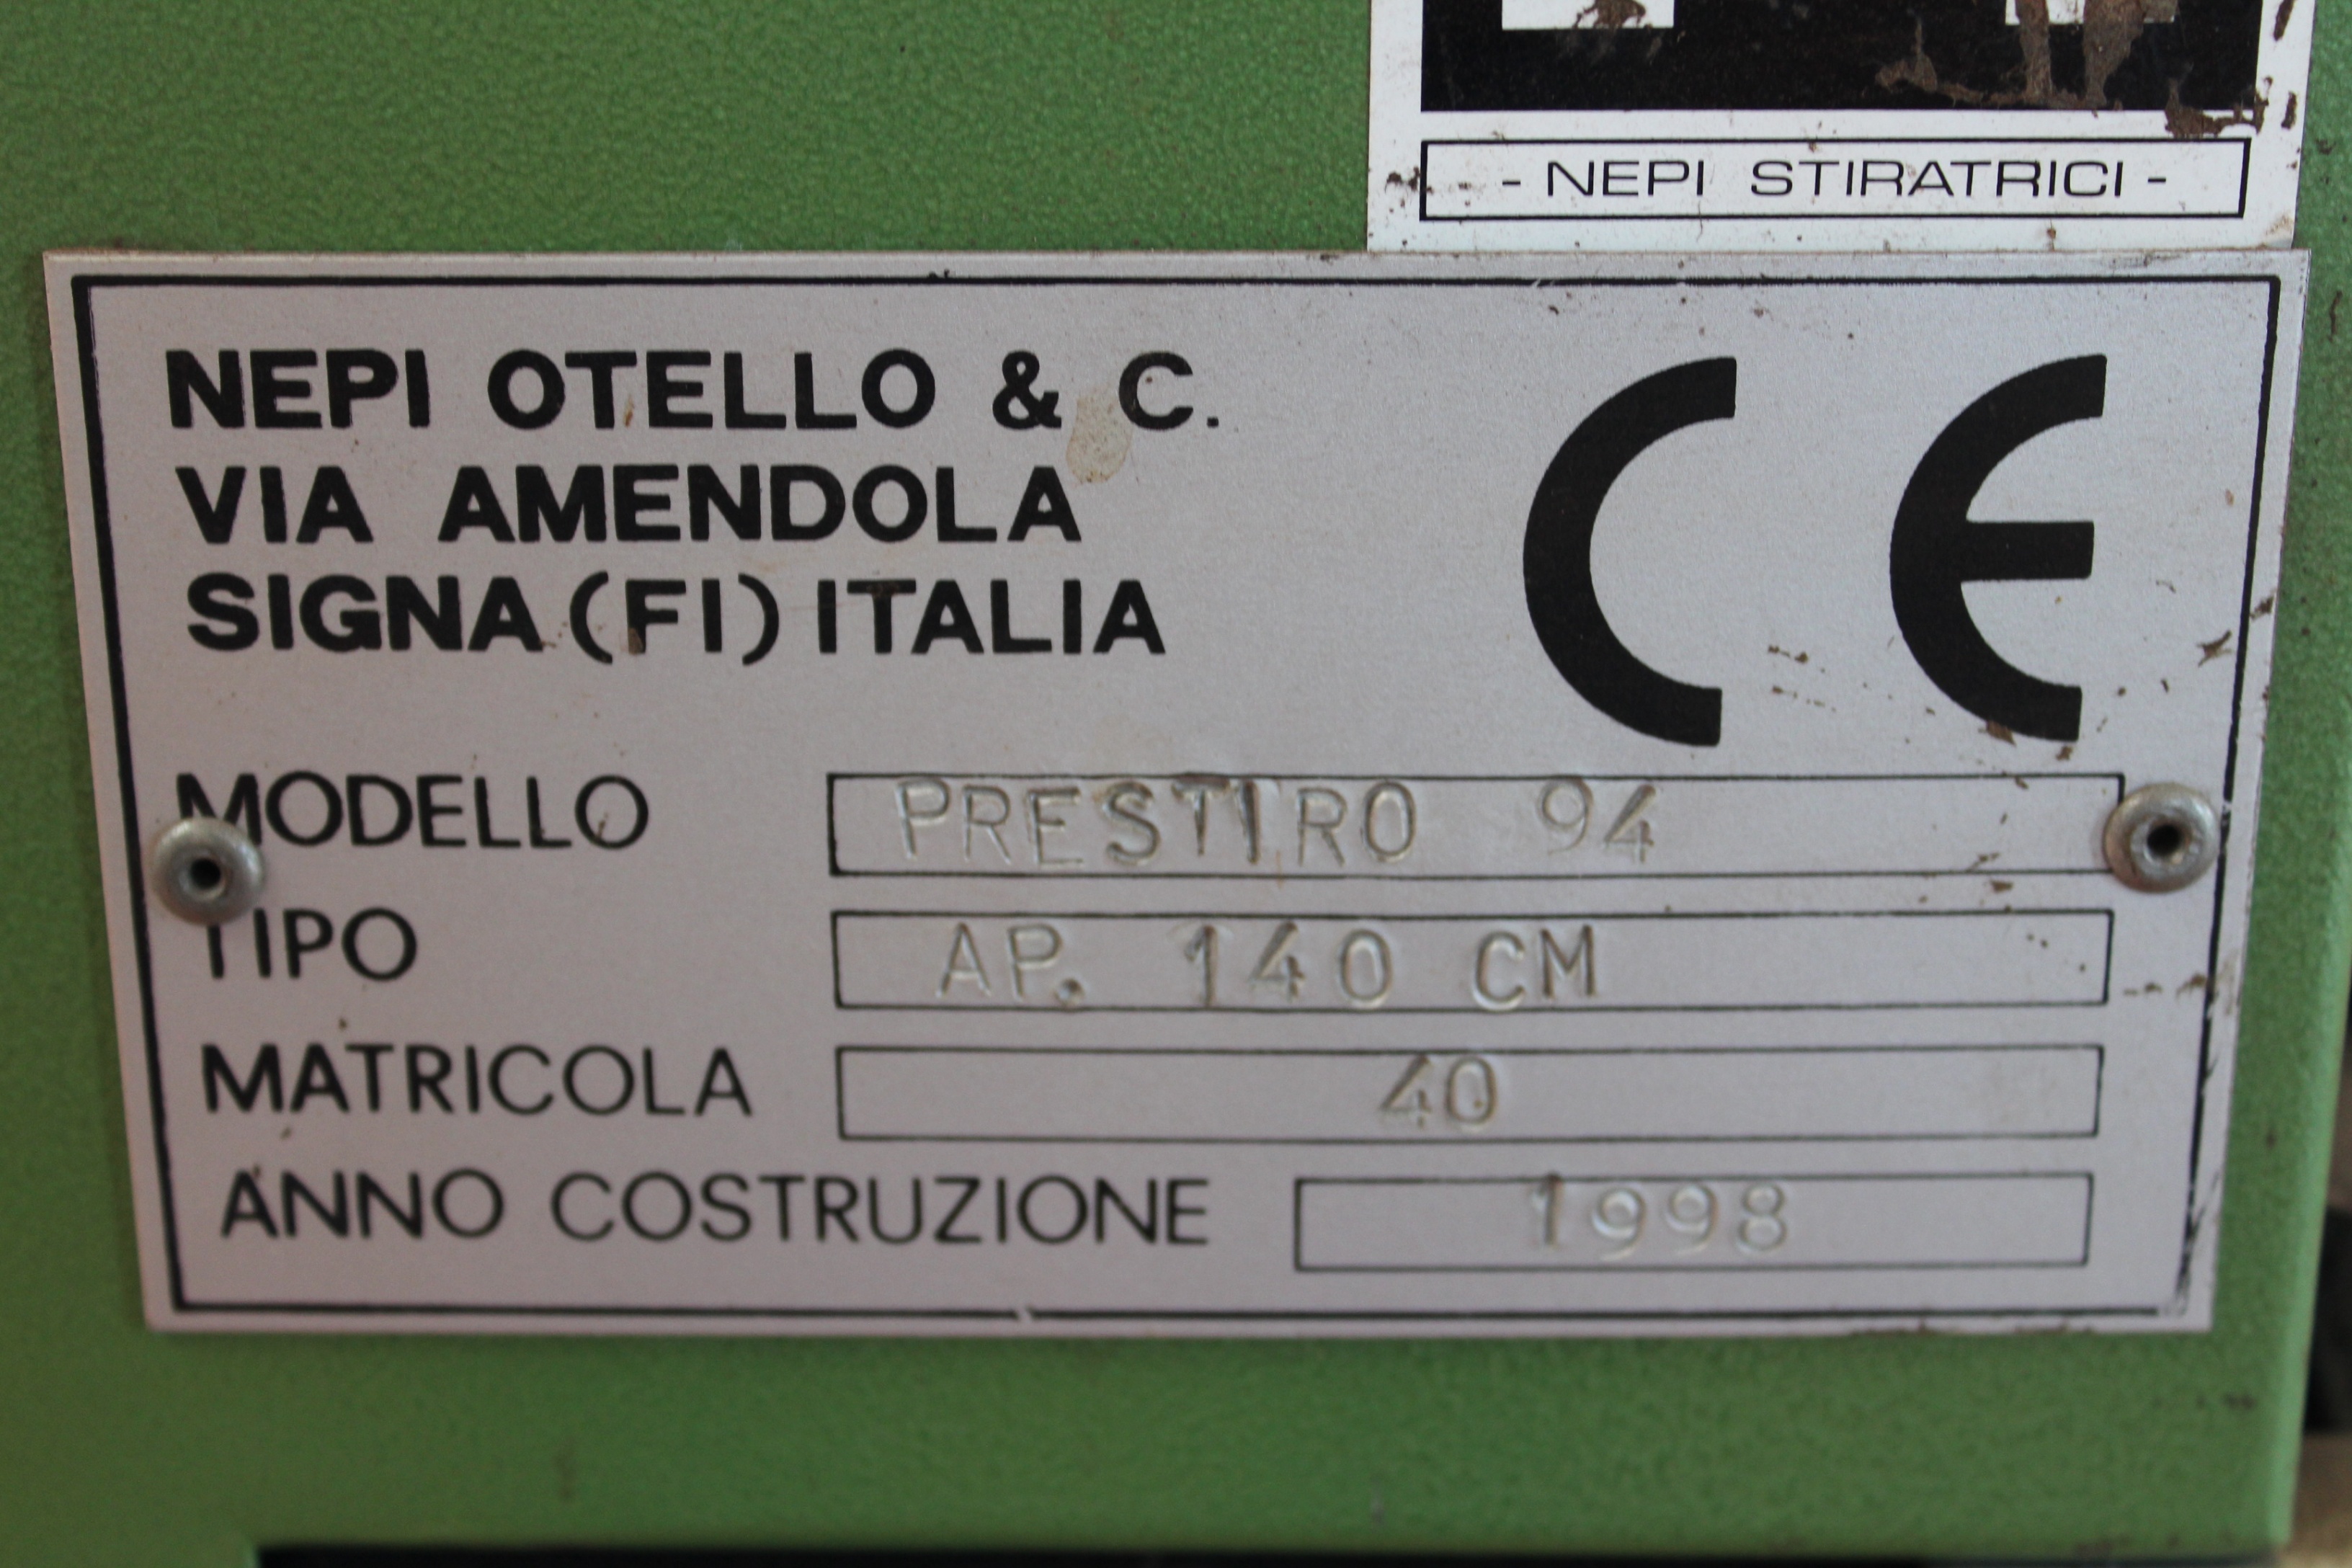 - NEPI STIRATRICI -
NEPI OTELLO & C.
VIA AMENDOLA
SIGNA (FI) ITALIA
CE
MODELLO PRESTIRO 94
TIPO AP. 140 CM
MATRICOLA 40
ANNO COSTRUZIONE 1998